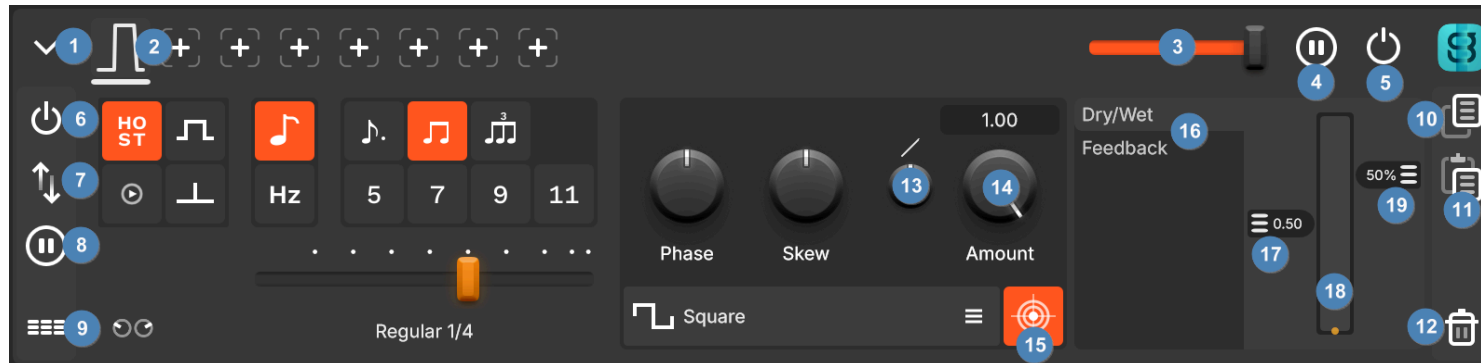 1
2
3
4
5
6
HO
ST
1.00
Dry/Wet
16
10
Feedback
3
7
Hz
5
7
9
11
13
14
50%
19
11
8
Phase
Skew
Amount
0.50
17
18
9
Regular 1/4
Square
15
12